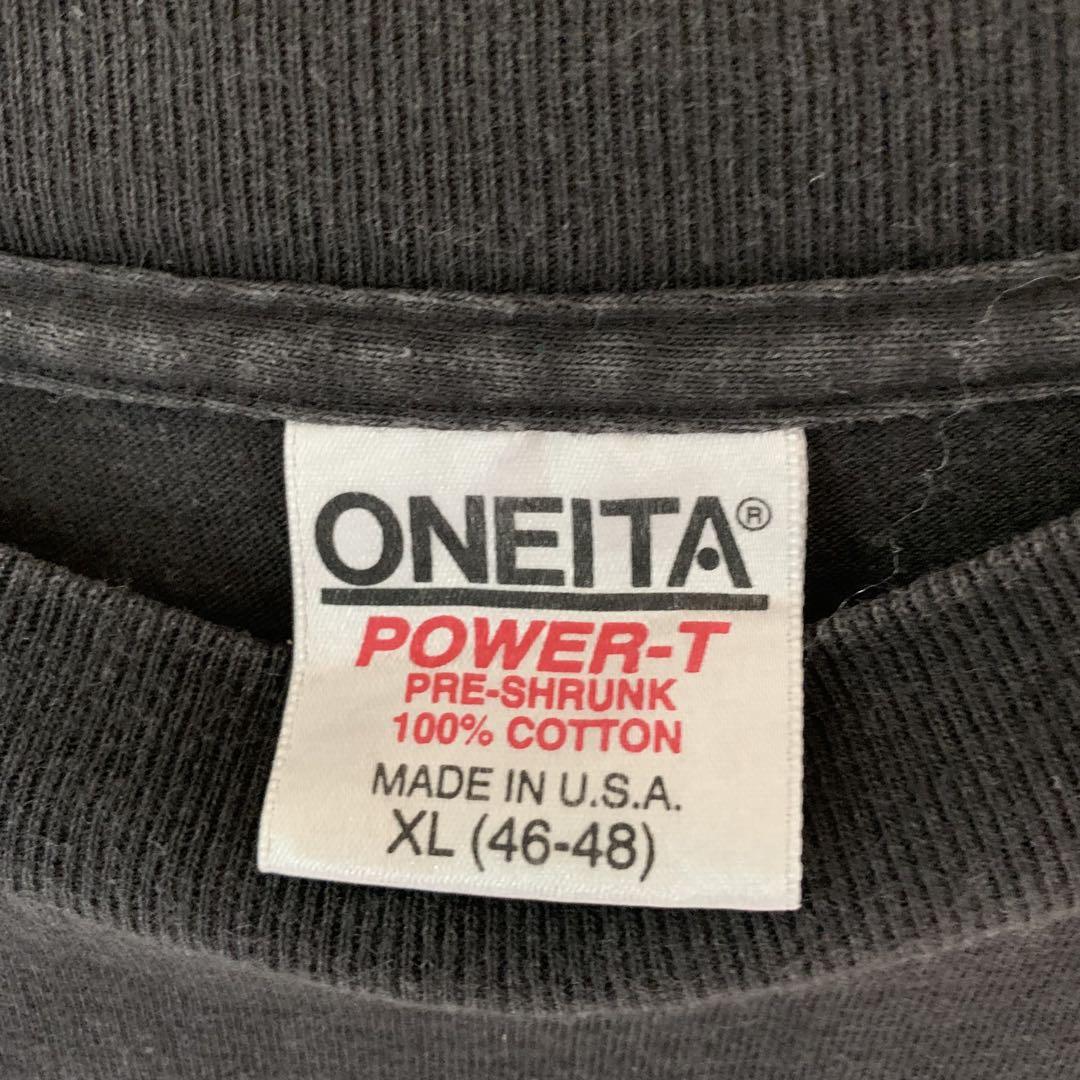 ONEITA®
POWER-T
PRE-SHRUNK
100% COTTON
MADE IN U.S.A.
XL (46-48)